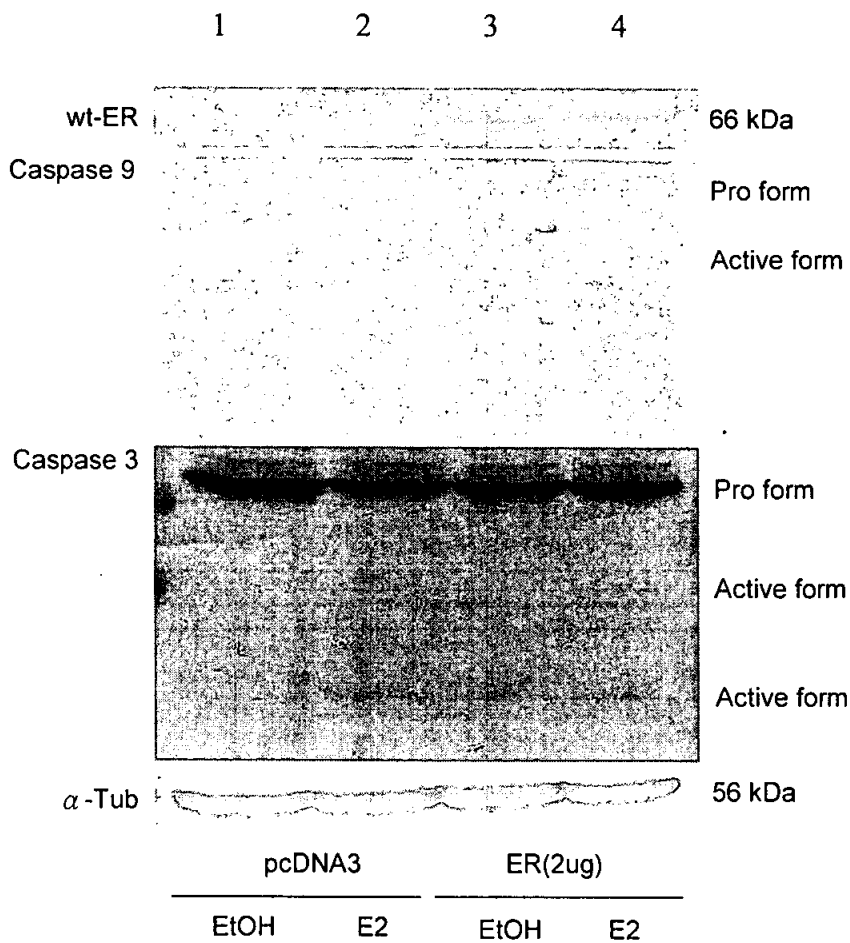 1 2 3 4
wt-ER 66 kDa
Caspase 9 Pro form
Active form
Caspase 3 Pro form
Active form
Active form
α-Tub 56 kDa
pcDNA3 ER(2ug)
EtOH E2 EtOH E2